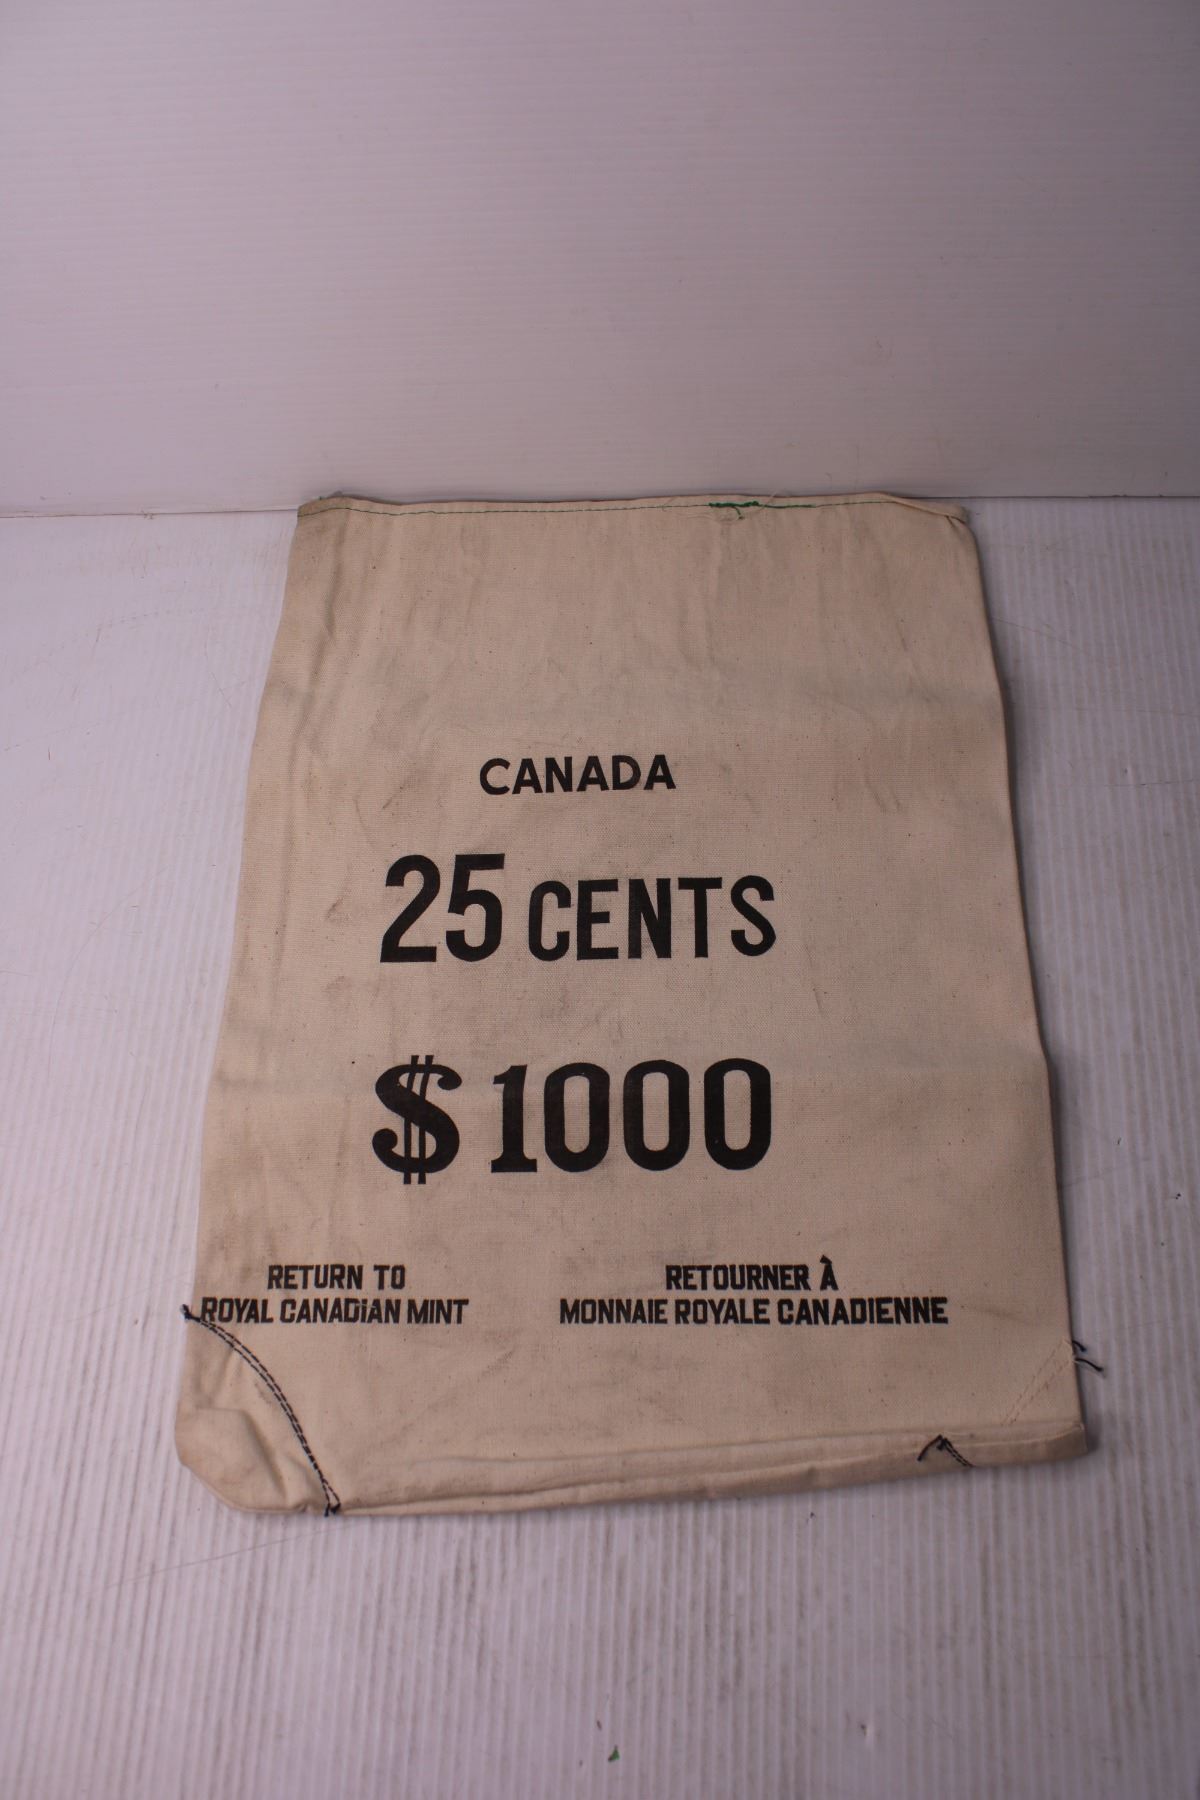 CANADA
25 CENTS
$1000
RETURN TO
ROYAL CANADIAN MINT
RETOURNER À
MONNAIE ROYALE CANADIENNE